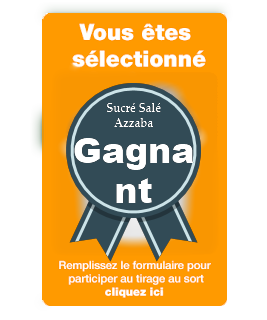 Vous êtes
sélectionné
Sucré Salé
Azzaba
Gagna
nt
Remplissez le formulaire pour
participer au tirage au sort
cliquez ici